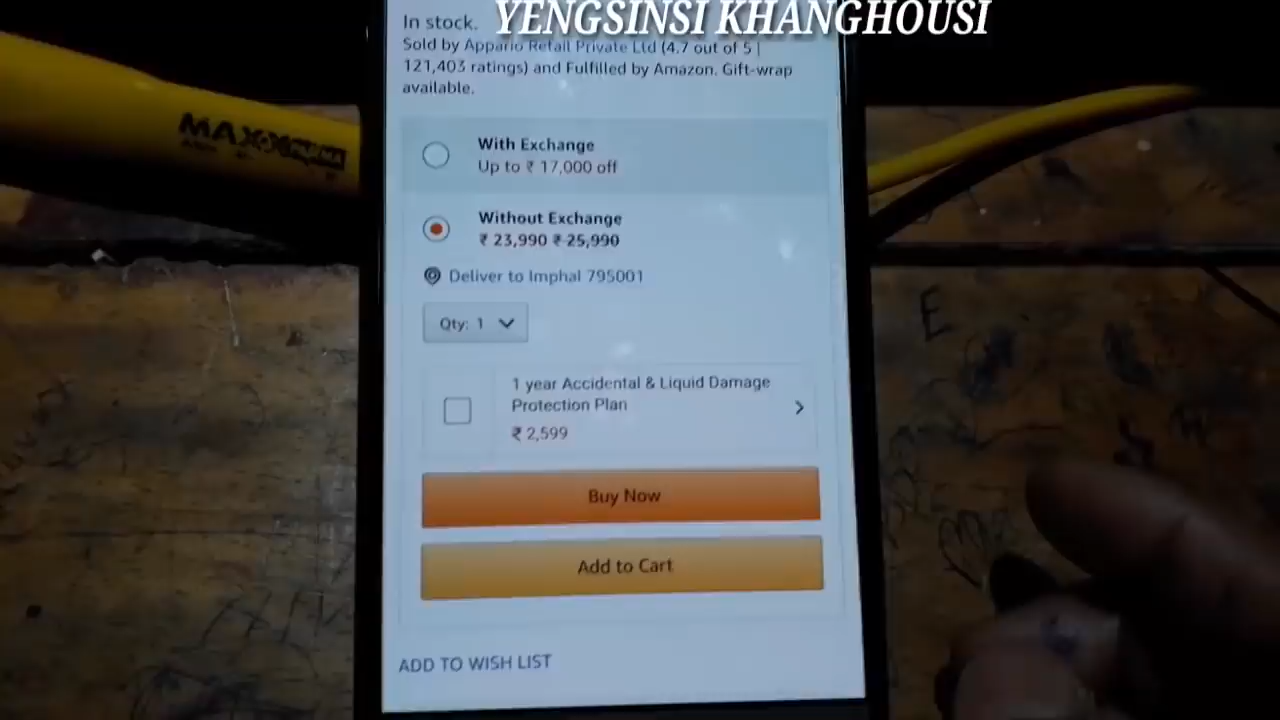 YENGSINSI KHANGHOUSI
In stock.
Sold by Appario Retail Private Ltd (4.7 out of 5 |
121,403 ratings) and Fulfilled by Amazon. Gift-wrap
available.
MAXX
With Exchange
Up to ₹ 17,000 off
Without Exchange
₹ 23,990 ₹ 25,990
Deliver to Imphal 795001
Qty: 1
1 year Accidental & Liquid Damage
Protection Plan
₹ 2,599
Buy Now
Add to Cart
ADD TO WISH LIST
E